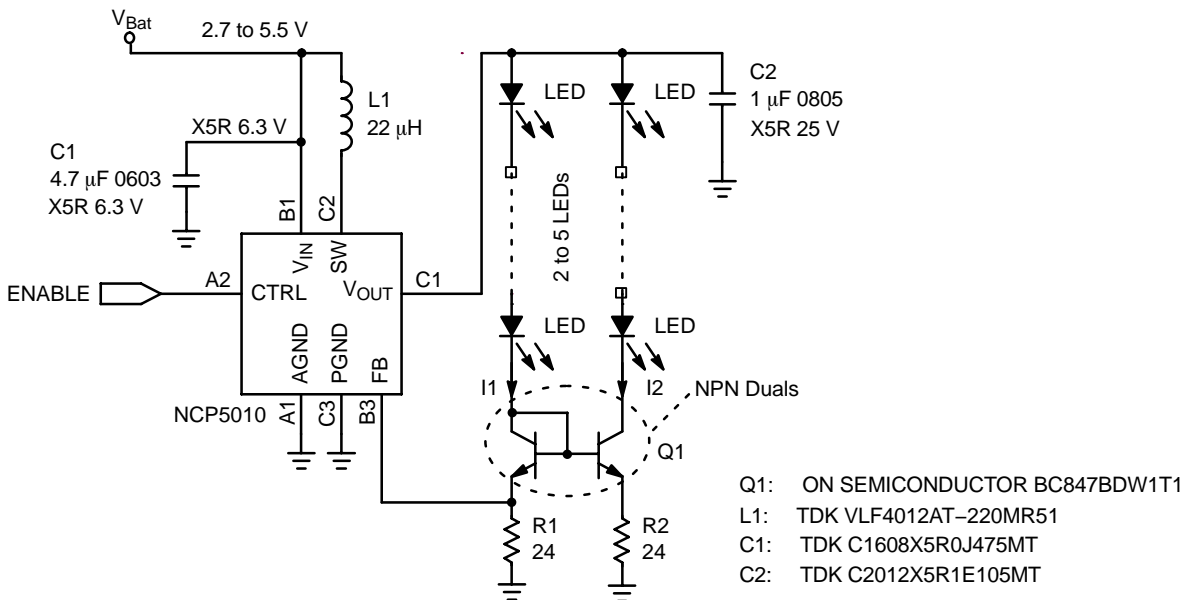 VBat
2.7 to 5.5 V
L1
22 μH
X5R 6.3 V
C1
4.7 μF 0603
X5R 6.3 V
B1
C2
LED
LED
C2
1 μF 0805
X5R 25 V
2 to 5 LEDs
ENABLE
A2
CTRL
VIN
SW
VOUT
C1
AGND
PGND
FB
LED
LED
NCP5010
A1
C3
B3
I1
I2
NPN Duals
Q1
R1
24
R2
24
Q1: ON SEMICONDUCTOR BC847BDW1T1
L1: TDK VLF4012AT−220MR51
C1: TDK C1608X5R0J475MT
C2: TDK C2012X5R1E105MT